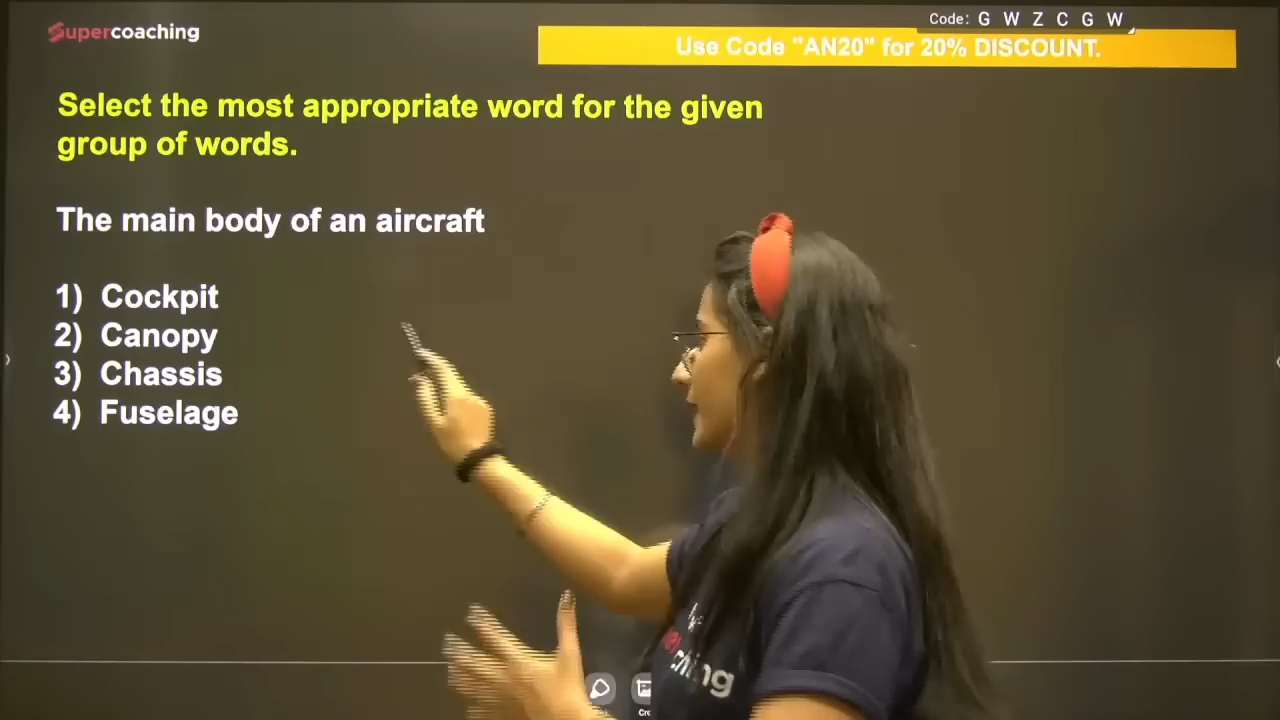 Supercoaching
Code: G W Z C G W
Use Code "AN20" for 20% DISCOUNT.
Select the most appropriate word for the given
group of words.
The main body of an aircraft
1) Cockpit
2) Canopy
3) Chassis
4) Fuselage